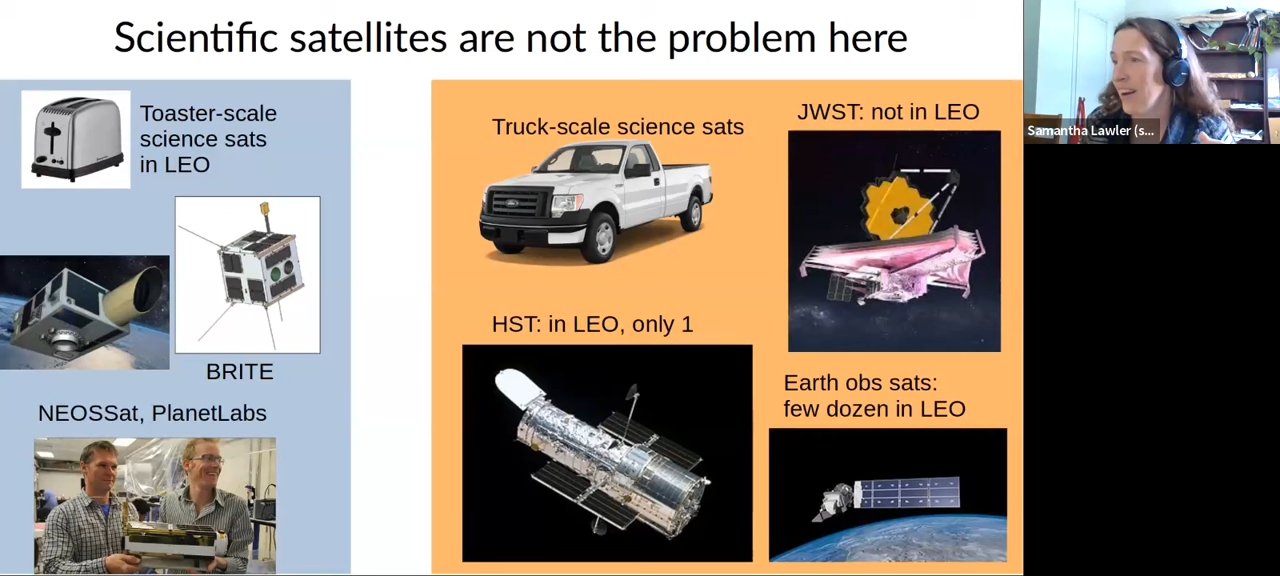 Scientific satellites are not the problem here
Toaster-scale
science sats
in LEO
BRITE
NEOSSat, PlanetLabs
Truck-scale science sats
HST: in LEO, only 1
JWST: not in LEO
Earth obs sats:
few dozen in LEO
Samantha Lawler (s...